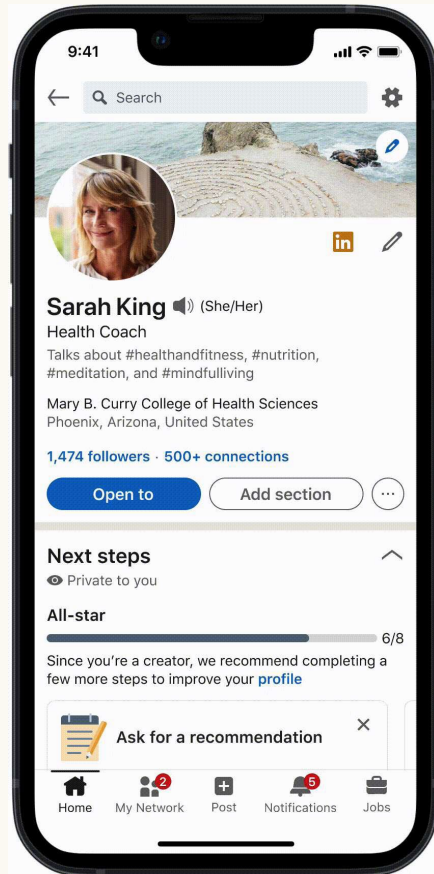 9:41
Search
in
Sarah King (She/Her)
Health Coach
Talks about #healthandfitness, #nutrition,
#meditation, and #mindfulliving
Mary B. Curry College of Health Sciences
Phoenix, Arizona, United States
1,474 followers · 500+ connections
Open to
Add section
...
Next steps
Private to you
All-star
6/8
Since you're a creator, we recommend completing a
few more steps to improve your profile
Ask for a recommendation
2
5
Home
My Network
Post
Notifications
Jobs